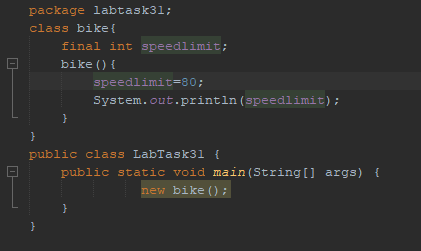 package labtask31;
class bike{
final int speedlimit;
bike(){
speedlimit=80;
System.out.println(speedlimit);
}
}
public class LabTask31 {
public static void main(String[] args) {
new bike();
}
}